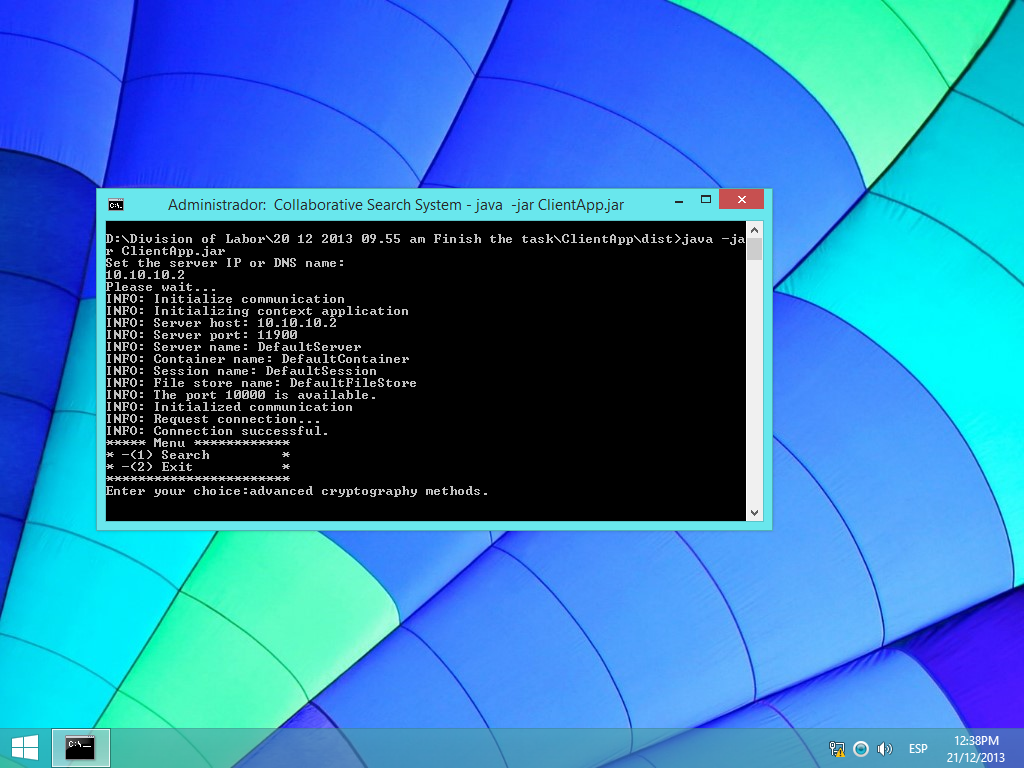 Administrador: Collaborative Search System - java -jar ClientApp.jar
D:\Division of Labor\20 12 2013 09.55 am Finish the task\ClientApp\dist>java -ja
r ClientApp.jar
Set the server IP or DNS name:
10.10.10.2
Please wait...
INFO: Initialize communication
INFO: Initializing context application
INFO: Server host: 10.10.10.2
INFO: Server port: 11900
INFO: Server name: DefaultServer
INFO: Container name: DefaultContainer
INFO: Session name: DefaultSession
INFO: File store name: DefaultFileStore
INFO: The port 10000 is available.
INFO: Initialized communication
INFO: Request connection...
INFO: Connection successful.
***** Menu ************
* -(1) Search         *
* -(2) Exit           *
***********************
Enter your choice:advanced cryptography methods.
C:\.
ESP
12:38PM
21/12/2013